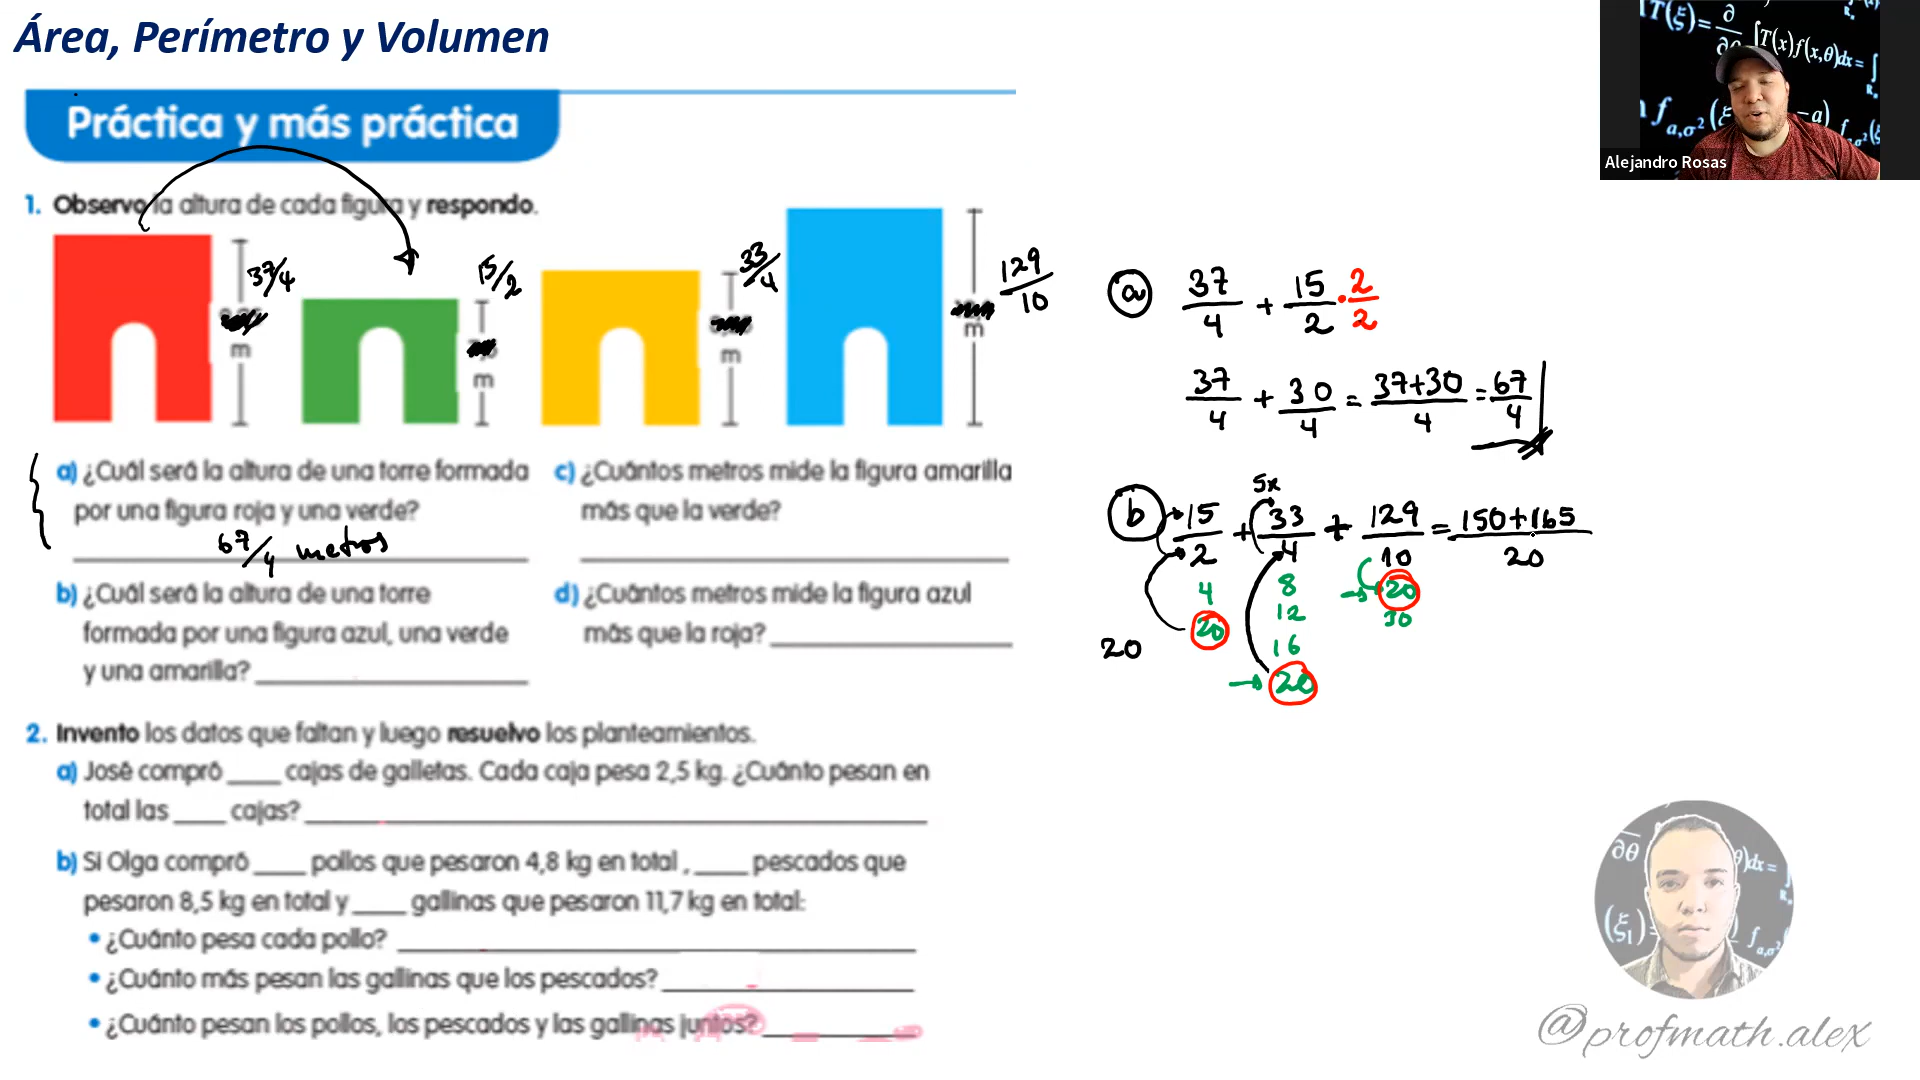 Área, Perímetro y Volumen
Práctica y más práctica
1. Observo la altura de cada figura y respondo.
37/4
m
15/2
m
33/4
m
129/10
m
a) ¿Cuál será la altura de una torre formada
por una figura roja y una verde?
67/4 metros
b) ¿Cuál será la altura de una torre
formada por una figura azul, una verde
y una amarilla?
c) ¿Cuántos metros mide la figura amarilla
más que la verde?
d) ¿Cuántos metros mide la figura azul
más que la roja?
2. Invento los datos que faltan y luego resuelvo los planteamientos.
a) José compró ____ cajas de galletas. Cada caja pesa 2,5 kg. ¿Cuánto pesan en
total las ____ cajas?
b) Si Olga compró ____ pollos que pesaron 4,8 kg en total , ____ pescados que
pesaron 8,5 kg en total y ____ gallinas que pesaron 11,7 kg en total:
• ¿Cuánto pesa cada pollo?
• ¿Cuánto más pesan las gallinas que los pescados?
• ¿Cuánto pesan los pollos, los pescados y las gallinas juntos?
a 37/4 + 15/2 · 2/2
37/4 + 30/4 = 37+30/4 = 67/4
5x
b 15/2 + 33/4 + 129/10 = 150+165/20
4 8 20
12 30
20 16
20 20
Alejandro Rosas
@profmath.alex